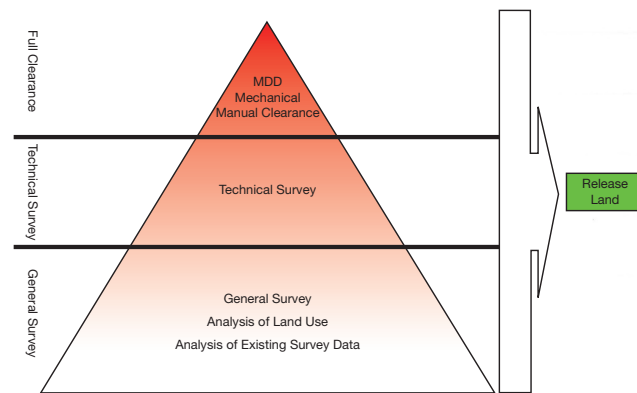 Full Clearance
MDD
Mechanical
Manual Clearance
Technical Survey
Technical Survey
Release
Land
General Survey
General Survey
Analysis of Land Use
Analysis of Existing Survey Data